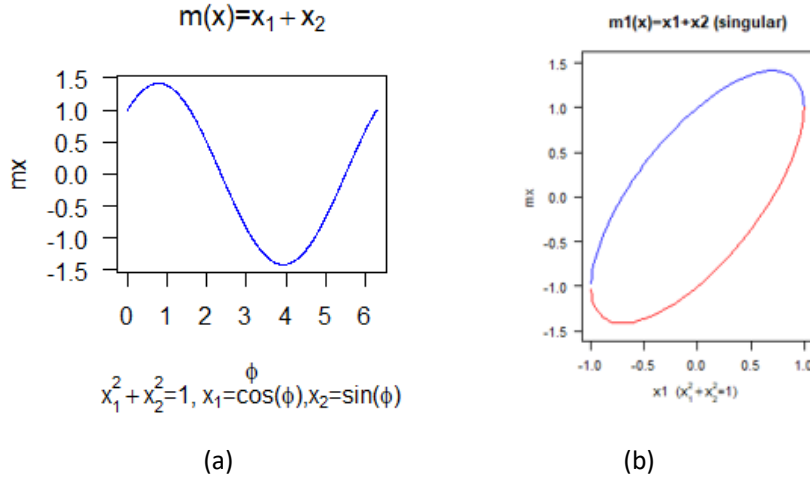 m(x)=x₁ + x₂
1.5
1.0
0.5
0.0
-0.5
-1.0
-1.5
mx
0 1 2 3 4 5 6
ϕ
x₁²+x₂²=1, x₁=cos(ϕ),x₂=sin(ϕ)
(a)
m1(x)=x1+x2 (singular)
1.5
1.0
0.5
0.0
-0.5
-1.0
-1.5
mx
-1.0 -0.5 0.0 0.5 1.0
x1 (x₁²+x₂²=1)
(b)